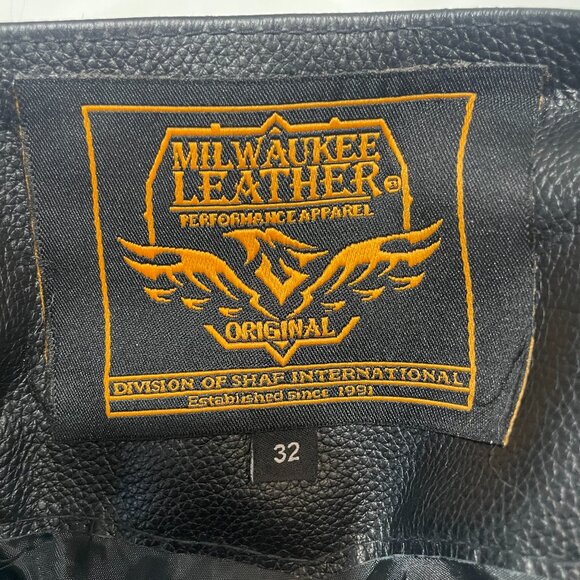 MILWAUKEE
LEATHER®
PERFORMANCE APPAREL
ORIGINAL
DIVISION OF SHAF INTERNATIONAL
Established since 1991
32